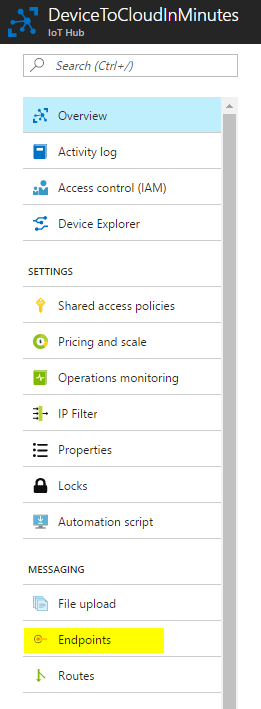 DeviceToCloudInMinutes
IoT Hub
Search (Ctrl+/)
Overview
Activity log
Access control (IAM)
Device Explorer
SETTINGS
Shared access policies
Pricing and scale
Operations monitoring
IP Filter
Properties
Locks
Automation script
MESSAGING
File upload
Endpoints
Routes